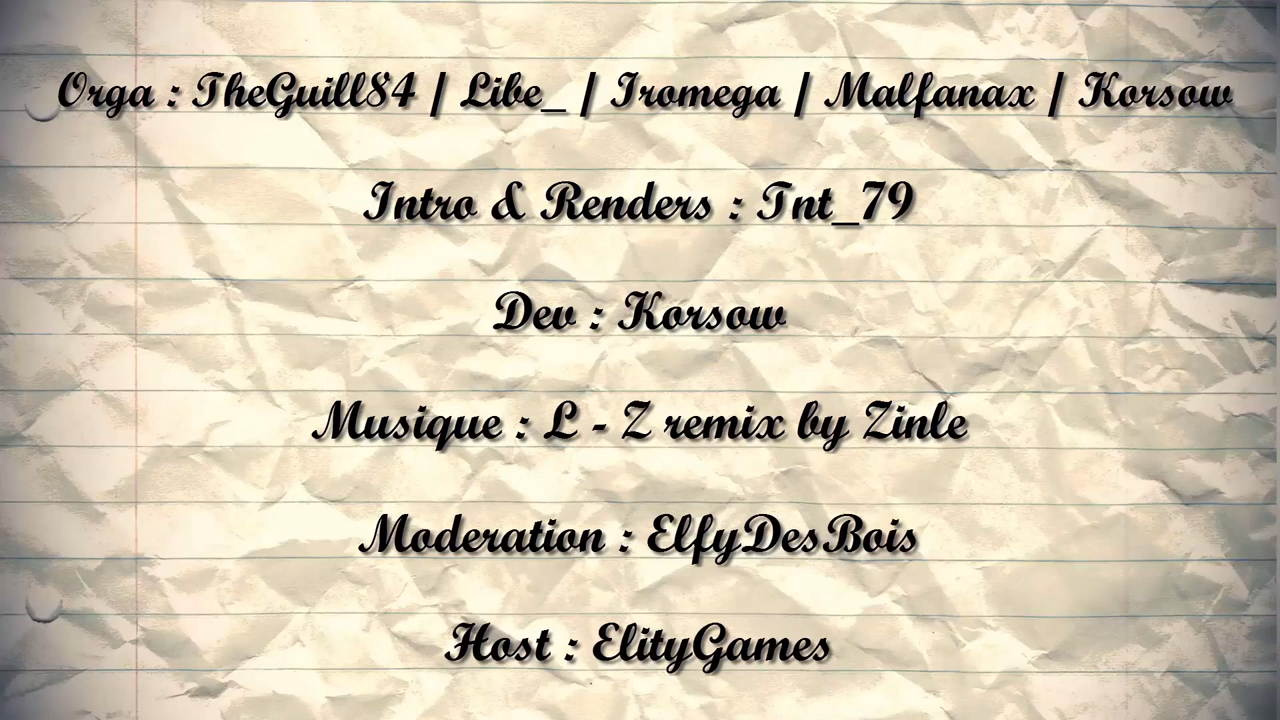 Orga : TheGuill84 / Libe_ / Iromega / Malfanax / Korsow
Intro & Renders : Tnt_79
Dev : Korsow
Musique : L - Z remix by Zinle
Moderation : ElfyDesBois
Host : ElityGames